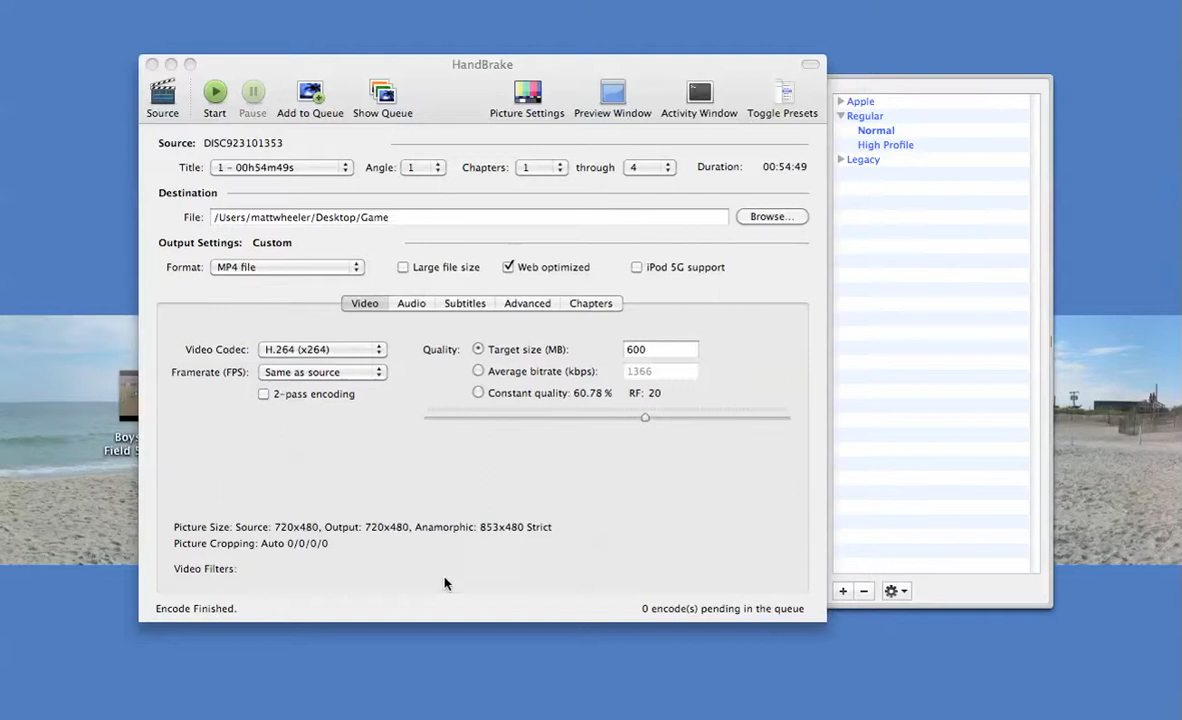 HandBrake
Source Start Pause Add to Queue Show Queue Picture Settings Preview Window Activity Window Toggle Presets
Source: DISC923101353
Title: 1 - 00h54m49s Angle: 1 Chapters: 1 through 4 Duration: 00:54:49
Destination
File: /Users/mattwheeler/Desktop/Game Browse...
Output Settings: Custom
Format: MP4 file Large file size Web optimized iPod 5G support
Video Audio Subtitles Advanced Chapters
Video Codec: H.264 (x264) Quality: Target size (MB): 600
Framerate (FPS): Same as source Average bitrate (kbps): 1366
2-pass encoding Constant quality: 60.78 % RF: 20
Picture Size: Source: 720x480, Output: 720x480, Anamorphic: 853x480 Strict
Picture Cropping: Auto 0/0/0/0
Video Filters:
Encode Finished. 0 encode(s) pending in the queue
Apple
Regular
Normal
High Profile
Legacy
Boys
Field